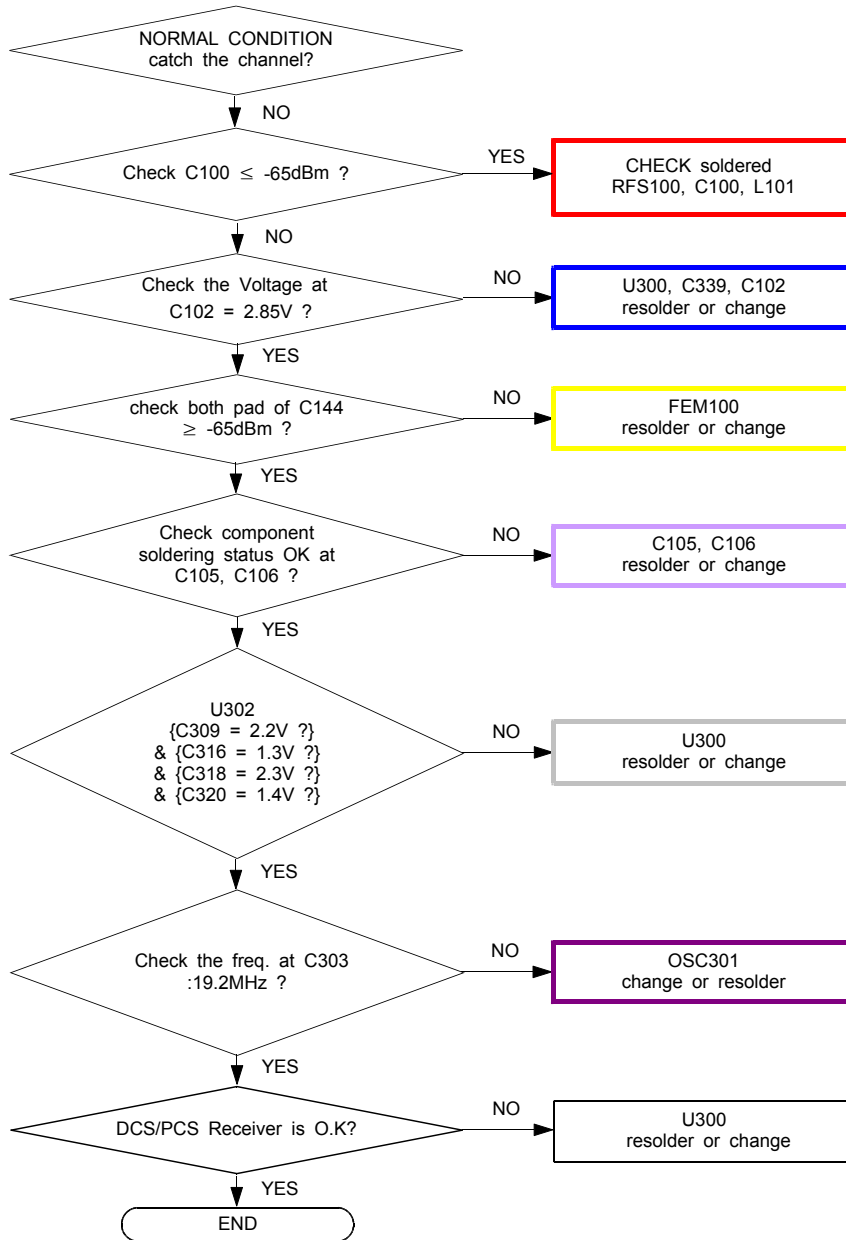 NORMAL CONDITION
catch the channel?
NO
Check C100 ≤ -65dBm ?
YES
CHECK soldered
RFS100, C100, L101
NO
Check the Voltage at
C102 = 2.85V ?
NO
U300, C339, C102
resolder or change
YES
check both pad of C144
≥ -65dBm ?
NO
FEM100
resolder or change
YES
Check component
soldering status OK at
C105, C106 ?
NO
C105, C106
resolder or change
YES
U302
{C309 = 2.2V ?}
& {C316 = 1.3V ?}
& {C318 = 2.3V ?}
& {C320 = 1.4V ?}
NO
U300
resolder or change
YES
Check the freq. at C303
:19.2MHz ?
NO
OSC301
change or resolder
YES
DCS/PCS Receiver is O.K?
NO
U300
resolder or change
YES
END